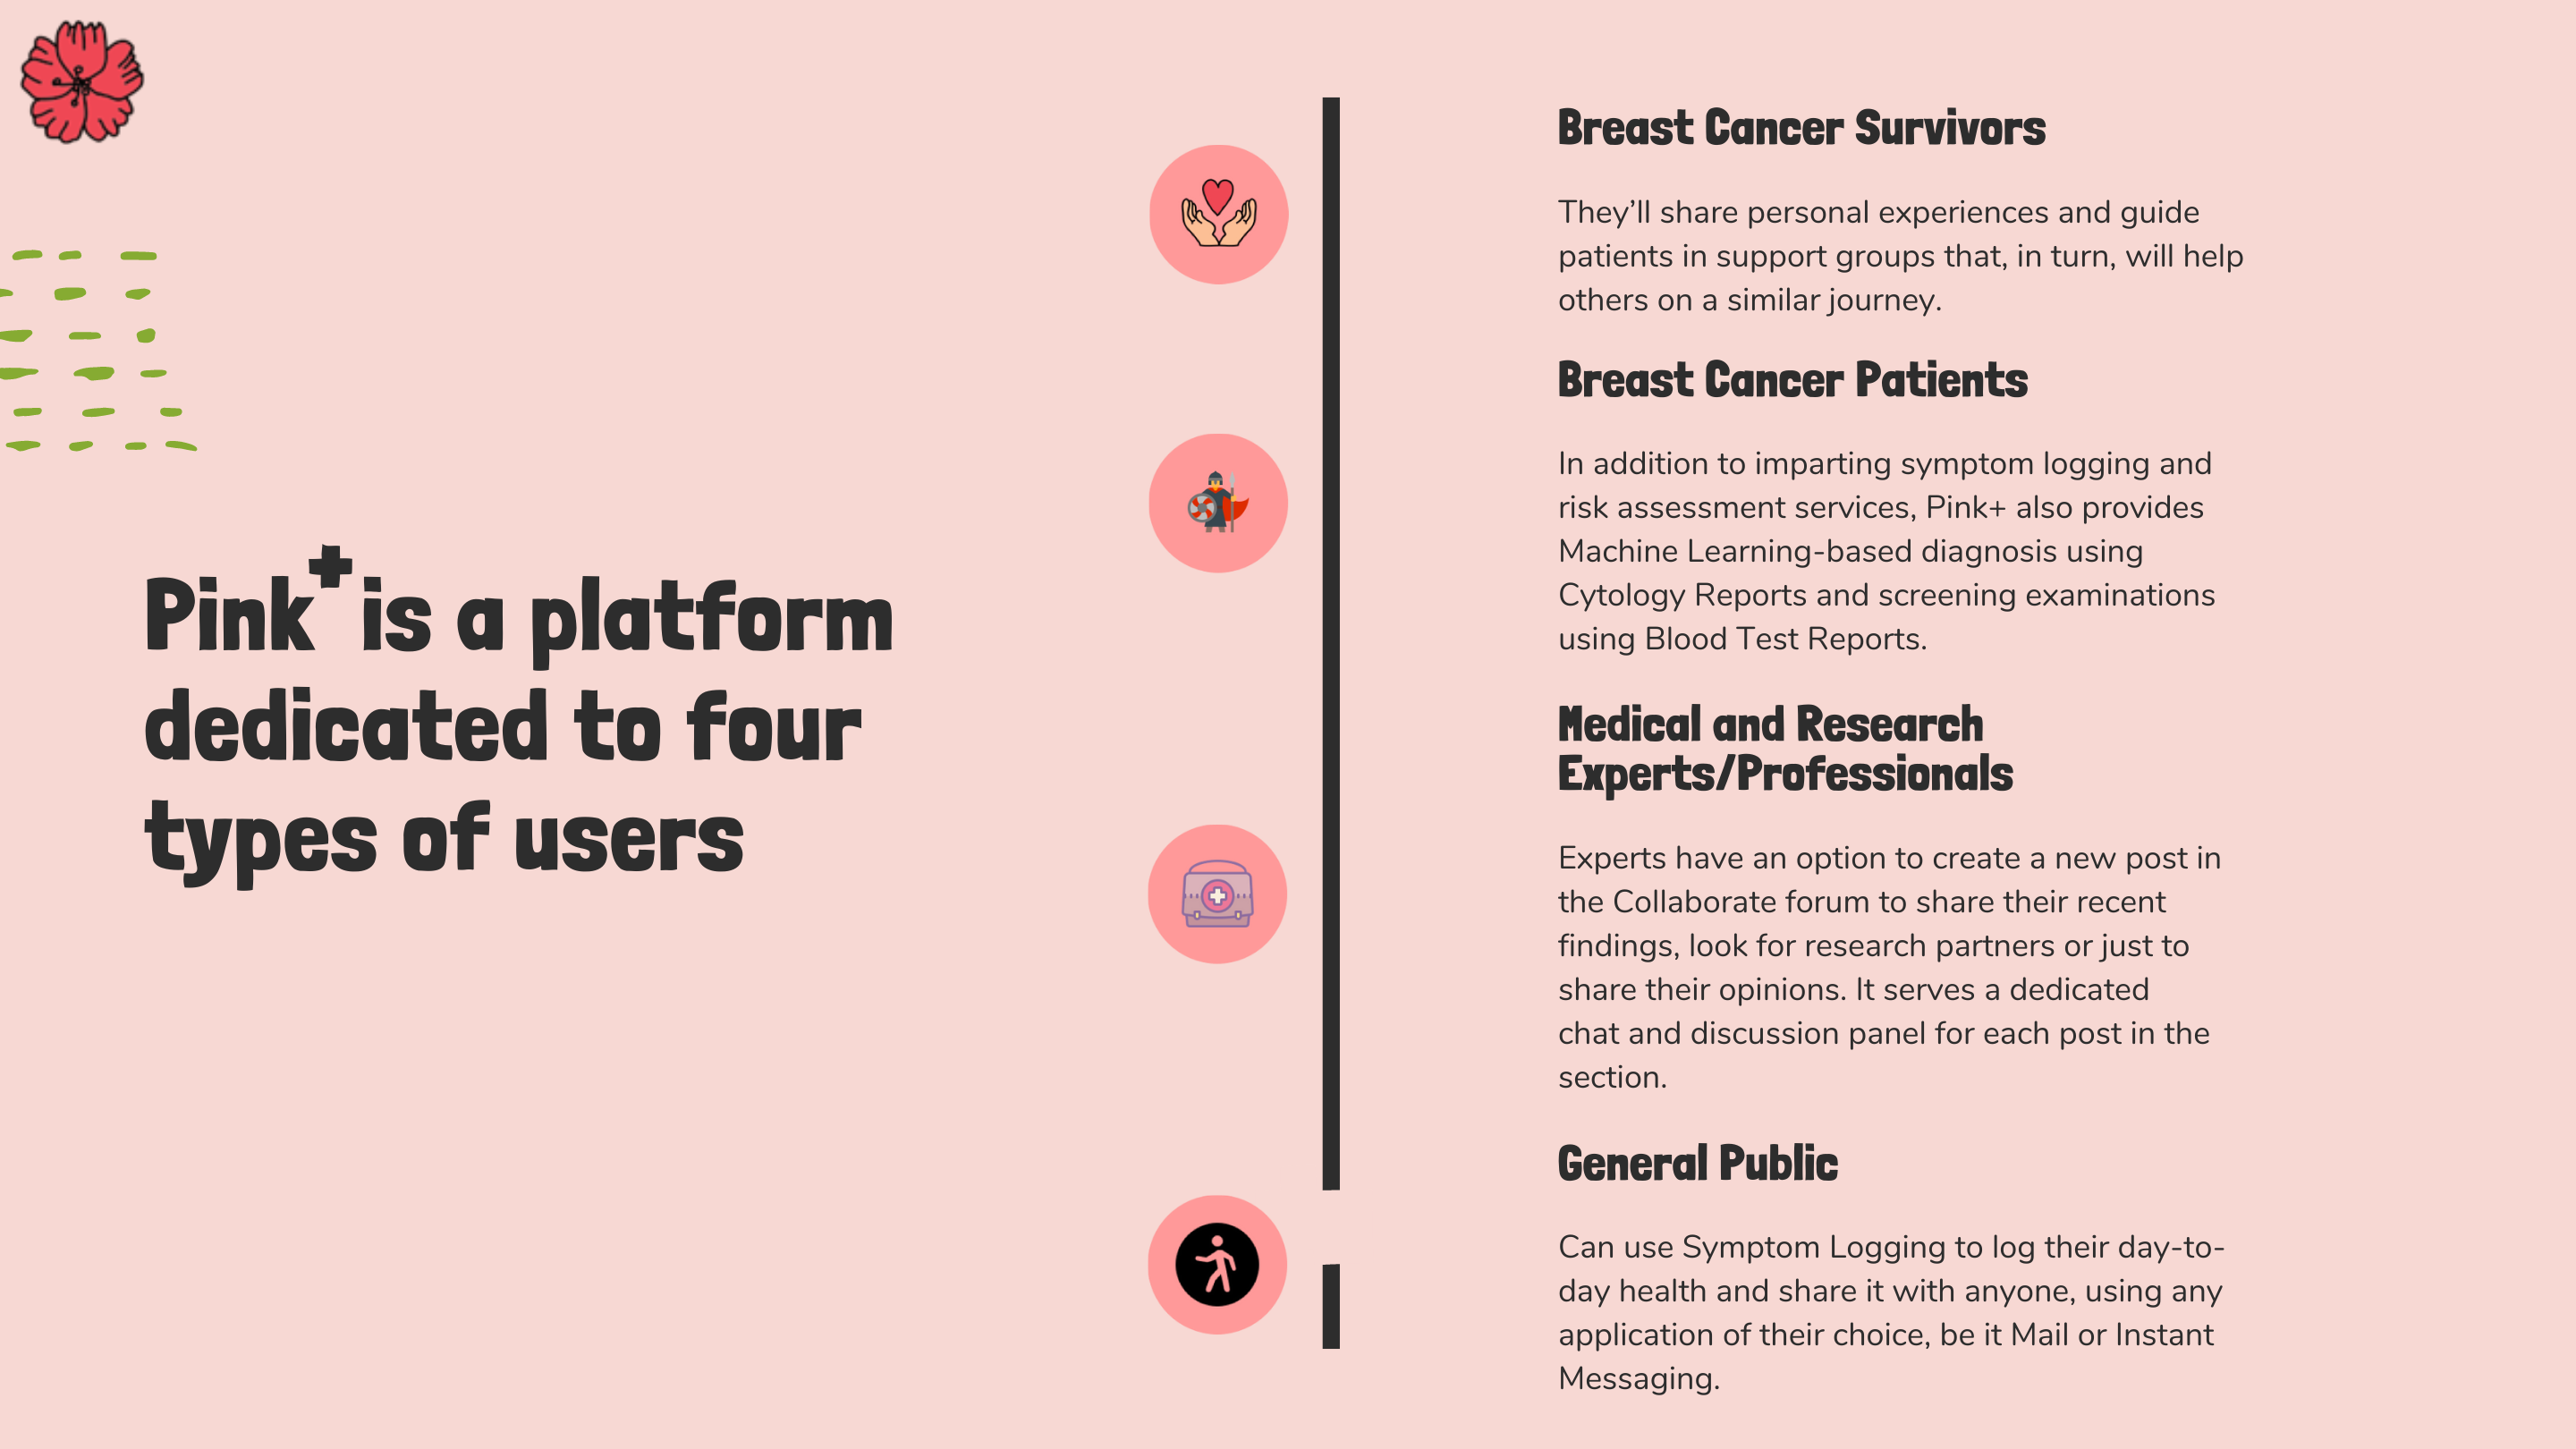 Pink+ is a platform
dedicated to four
types of users
Breast Cancer Survivors
They’ll share personal experiences and guide
patients in support groups that, in turn, will help
others on a similar journey.
Breast Cancer Patients
In addition to imparting symptom logging and
risk assessment services, Pink+ also provides
Machine Learning-based diagnosis using
Cytology Reports and screening examinations
using Blood Test Reports.
Medical and Research
Experts/Professionals
Experts have an option to create a new post in
the Collaborate forum to share their recent
findings, look for research partners or just to
share their opinions. It serves a dedicated
chat and discussion panel for each post in the
section.
General Public
Can use Symptom Logging to log their day-to-
day health and share it with anyone, using any
application of their choice, be it Mail or Instant
Messaging.